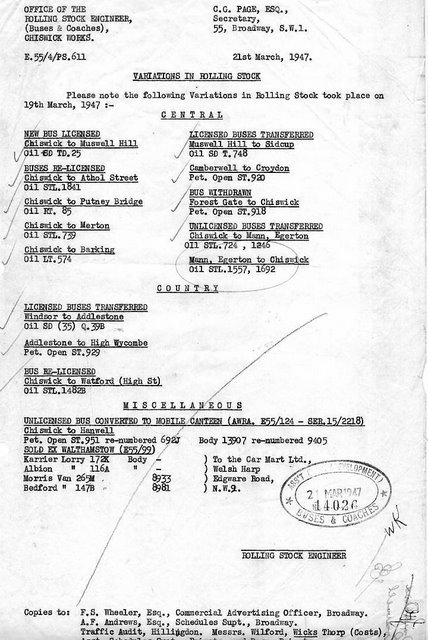 OFFICE OF THE
ROLLING STOCK ENGINEER,
(Buses & Coaches),
CHISWICK WORKS.
C.G. PAGE, ESQ.,
Secretary,
55, Broadway, S.W.1.
E.55/4/PS.611
21st March, 1947.
VARIATIONS IN ROLLING STOCK
Please note the following Variations in Rolling Stock took place on
19th March, 1947 :-
CENTRAL
NEW BUS LICENSED
Chiswick to Muswell Hill
Oil SD TD.25
BUSES RE-LICENSED
Chiswick to Athol Street
Oil STL.1841
Chiswick to Putney Bridge
Oil RT. 85
Chiswick to Merton
Oil STL.739
Chiswick to Barking
Oil LT.574
LICENSED BUSES TRANSFERRED
Muswell Hill to Sidcup
Oil SD T.748
Camberwell to Croydon
Pet. Open ST.920
BUS WITHDRAWN
Forest Gate to Chiswick
Pet. Open ST.918
UNLICENSED BUSES TRANSFERRED
Chiswick to Mann, Egerton
Oil STL.724 , 1246
Mann, Egerton to Chiswick
Oil STL.1557, 1692
COUNTRY
LICENSED BUSES TRANSFERRED
Windsor to Addlestone
Oil SD (35) Q.39B
Addlestone to High Wycombe
Pet. Open ST.929
BUS RE-LICENSED
Chiswick to Watford (High St)
Oil STL.1482B
MISCELLANEOUS
UNLICENSED BUS CONVERTED TO MOBILE CANTEEN (AWRA. E55/124 - SER.15/2218)
Chiswick to Hanwell
Pet. Open ST.951 re-numbered 692J Body 13907 re-numbered 9405
SOLD EX WALTHAMSTOW (E55/99)
Karrier Lorry 172K Body - ) To the Car Mart Ltd.,
Albion " 116A " - ) Welsh Harp
Morris Van 265M 8933 ) Edgware Road,
Bedford " 147B 8981 ) N.W.9.
ASS'T (DEVELOPMENT)
21 MAR 1947
14026
BUSES & COACHES
WK
ROLLING STOCK ENGINEER
Copies to: F.S. Wheeler, Esq., Commercial Advertising Officer, Broadway.
A.F. Andrews, Esq., Schedules Supt., Broadway.
Traffic Audit, Hillingdon. Messrs. Wilford, Wicks Thorp (Costs),